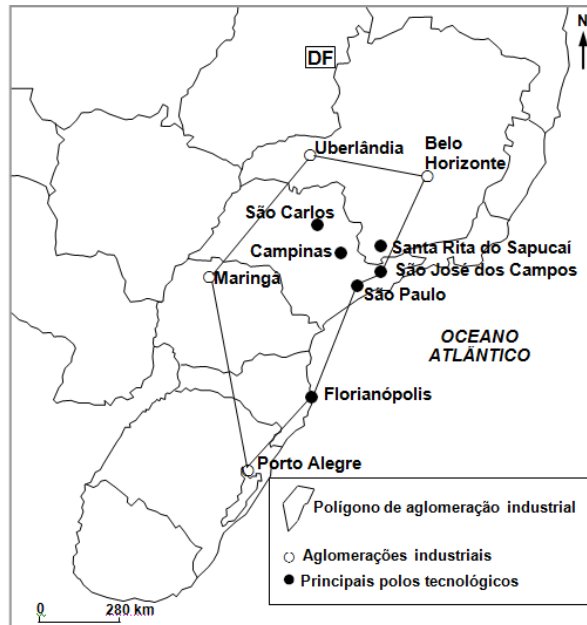 N
DF
Uberlândia
Belo
Horizonte
São Carlos
Campinas
Santa Rita do Sapucaí
São José dos Campos
Maringá
São Paulo
OCEANO
ATLÂNTICO
Florianópolis
Porto Alegre
Polígono de aglomeração industrial
Aglomerações industriais
Principais polos tecnológicos
0 280 km